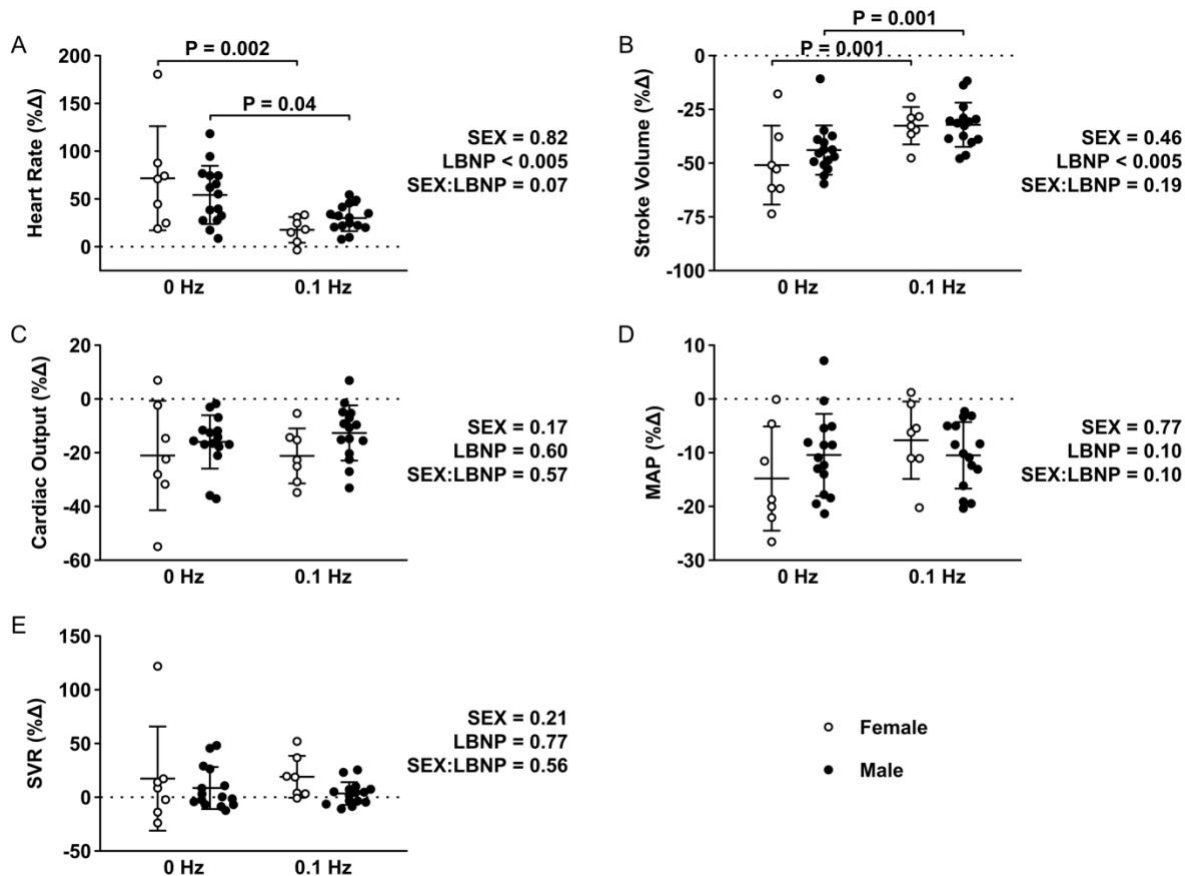 A
P = 0.002
P = 0.04
Heart Rate (%Δ)
200
150
100
50
0
0 Hz
0.1 Hz
SEX = 0.82
LBNP < 0.005
SEX:LBNP = 0.07
B
P = 0.001
P = 0.001
Stroke Volume (%Δ)
0
-25
-50
-75
-100
0 Hz
0.1 Hz
SEX = 0.46
LBNP < 0.005
SEX:LBNP = 0.19
C
Cardiac Output (%Δ)
20
0
-20
-40
-60
0 Hz
0.1 Hz
SEX = 0.17
LBNP = 0.60
SEX:LBNP = 0.57
D
MAP (%Δ)
10
0
-10
-20
-30
0 Hz
0.1 Hz
SEX = 0.77
LBNP = 0.10
SEX:LBNP = 0.10
E
SVR (%Δ)
150
100
50
0
-50
0 Hz
0.1 Hz
SEX = 0.21
LBNP = 0.77
SEX:LBNP = 0.56
Female
Male